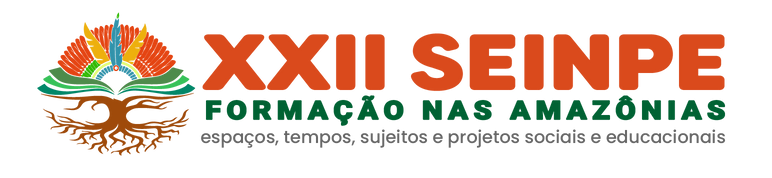 XXII SEINPE
FORMAÇÃO NAS AMAZÔNIAS
espaços, tempos, sujeitos e projetos sociais e educacionais